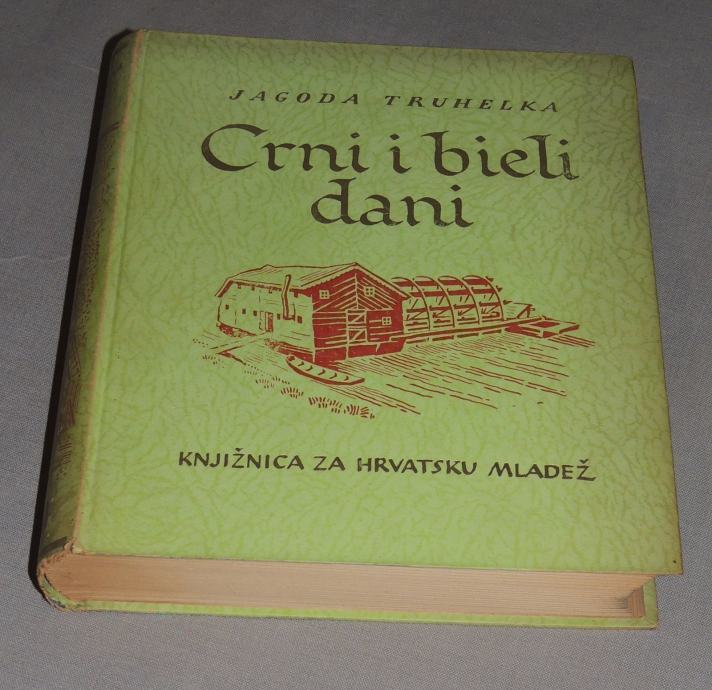 JAGODA TRUHELKA
Crni i bieli
dani
KNJIŽNICA ZA HRVATSKU MLADEŽ